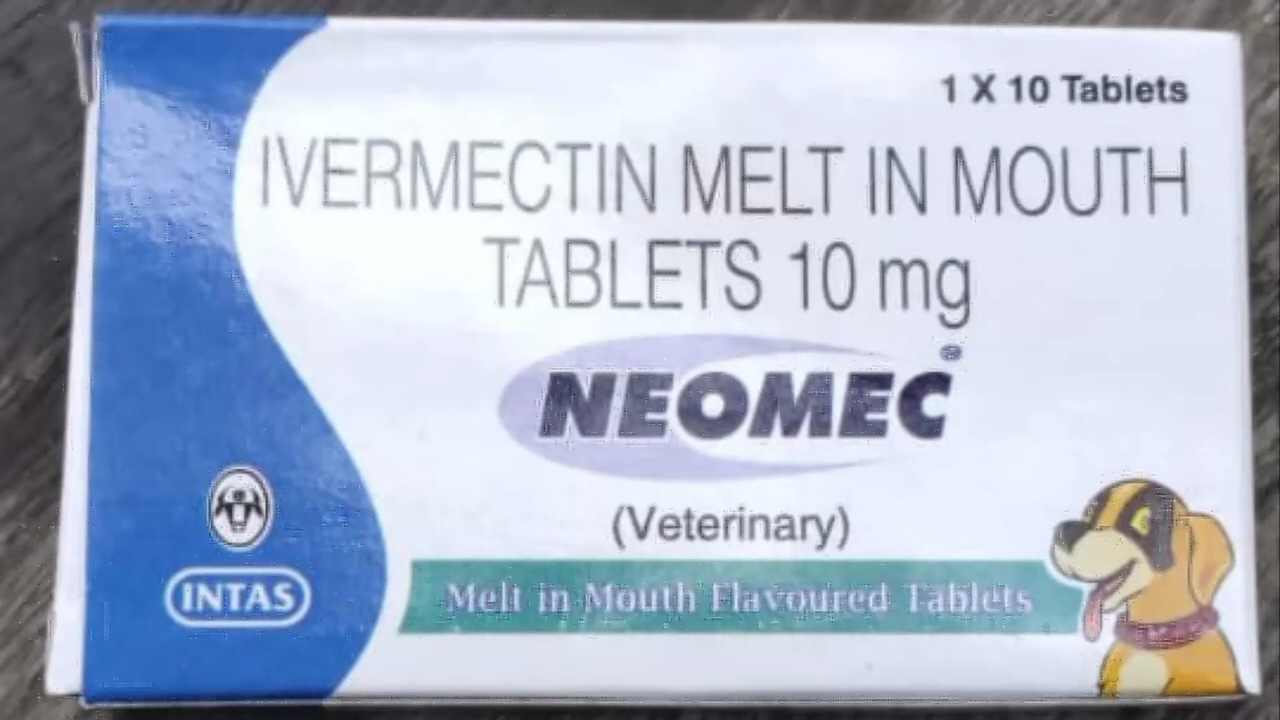 1 X 10 Tablets
IVERMECTIN MELT IN MOUTH
TABLETS 10 mg
NEOMEC®
(Veterinary)
INTAS
Melt in Mouth Flavoured Tablets